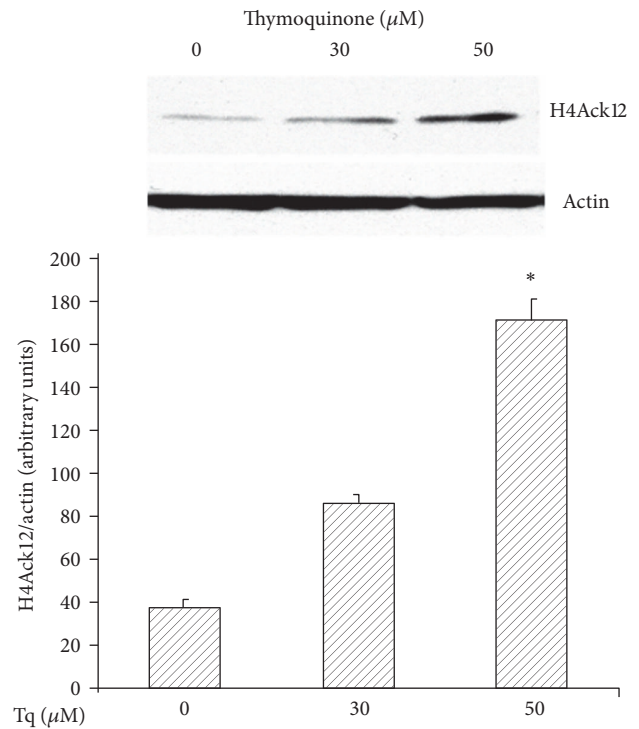 Thymoquinone (μM)
0 30 50
H4Ack12
Actin
H4Ack12/actin (arbitrary units)
200
180
160
140
120
100
80
60
40
20
0
*
Tq (μM) 0 30 50